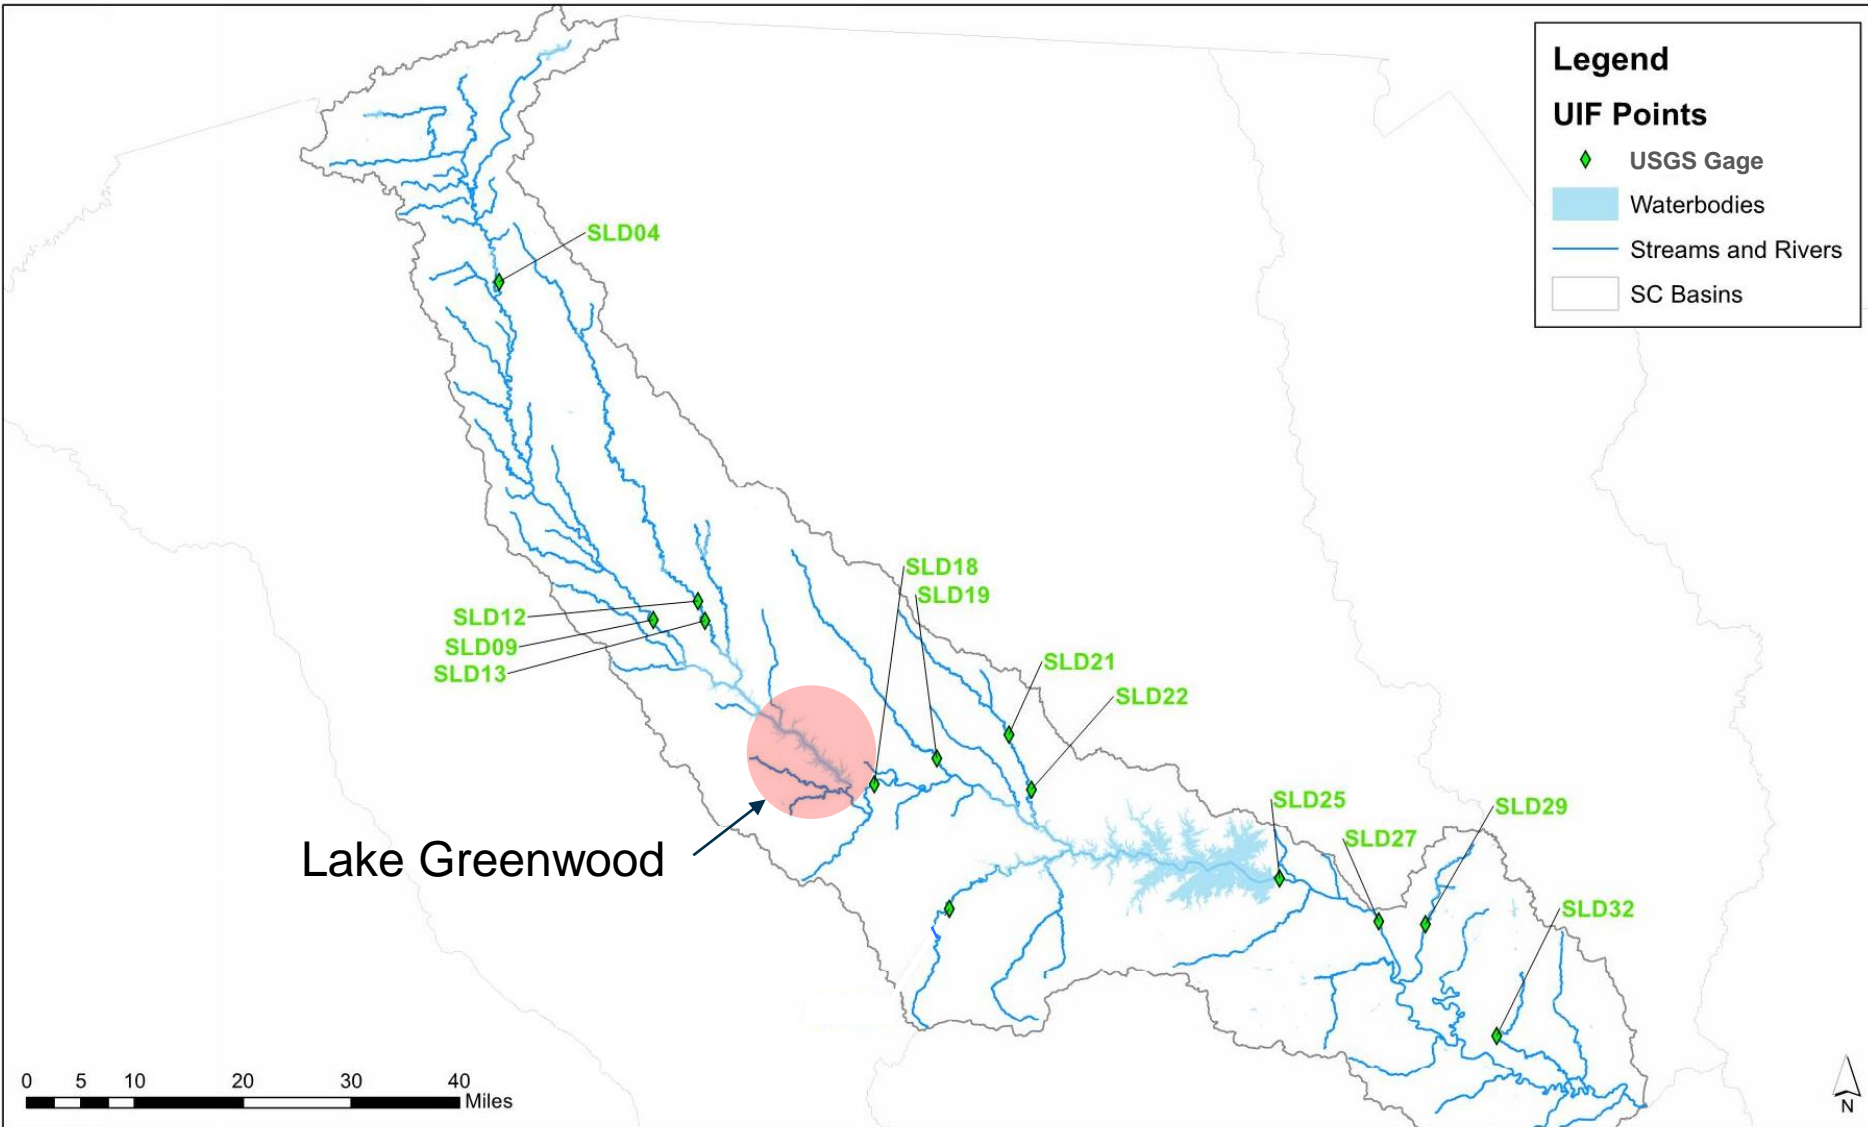 Legend
UIF Points
USGS Gage
Waterbodies
Streams and Rivers
SC Basins
SLD04
SLD18
SLD19
SLD12
SLD09
SLD13
SLD21
SLD22
SLD25
SLD29
SLD27
Lake Greenwood
SLD32
0 5 10 20 30 40
Miles
N